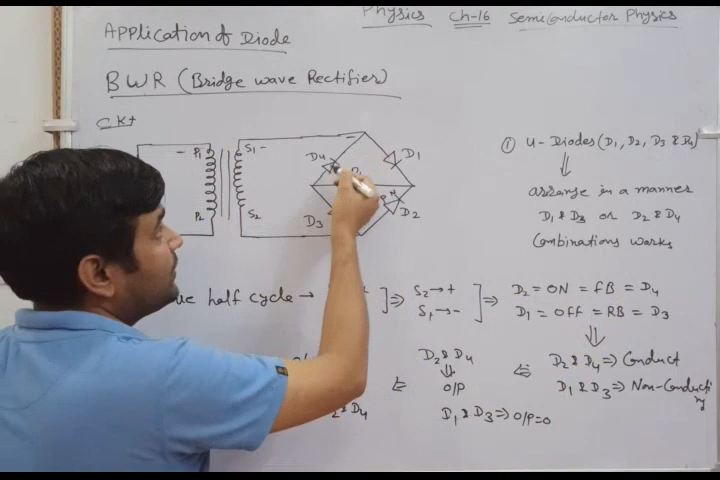 Physics Ch-16 Semiconductor Physics
Application of Diode
BWR (Bridge wave Rectifier)
CKt
- P1
P2
S1 -
S2
-
D4
D1
D3
D2
① 4-Diodes (D1, D2, D3 & D4)
⇓
arrange in a manner
D1 & D3 or D2 & D4
Combinations works
half cycle → ] ⇒ S2 → +
S1 → - ] ⇒ D2 = ON = FB = D4
D1 = OFF = RB = D3
⇓
D2 & D4 ⇒ Conduct
D1 & D3 ⇒ Non-Conducting
⇐ D2 & D4
⇓
O/P
D1 & D3 ⇒ O/P = 0
⇐
& D4